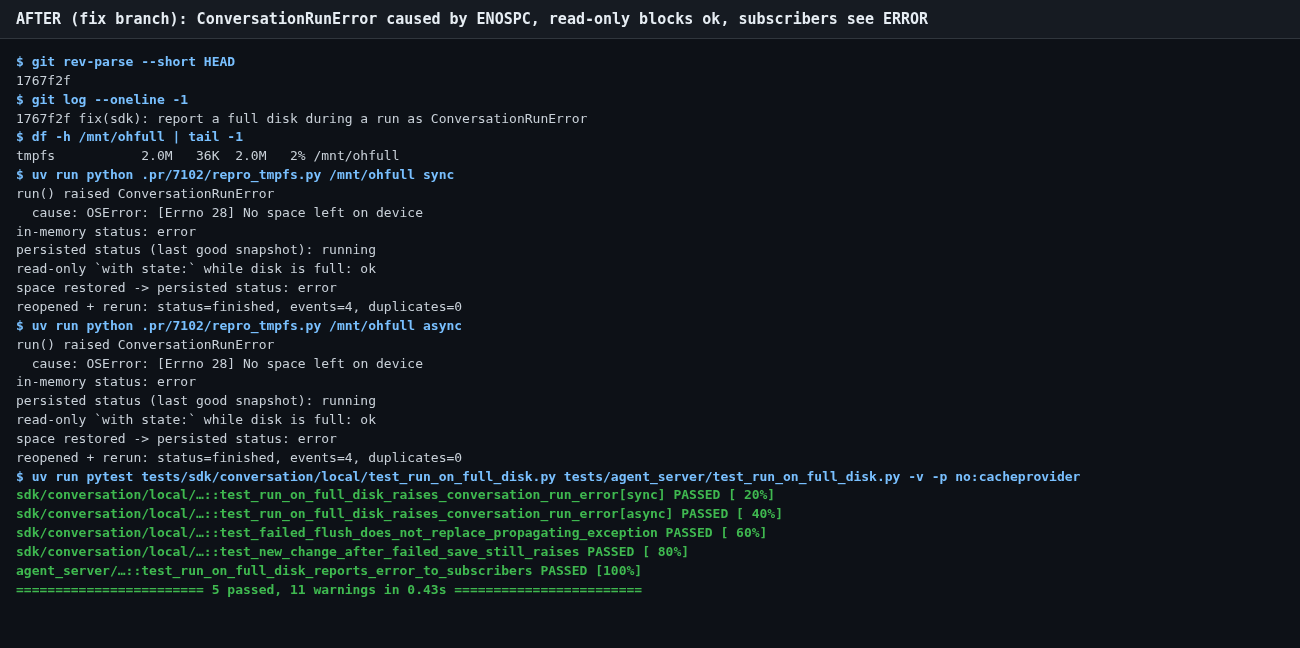 AFTER (fix branch): ConversationRunError caused by ENOSPC, read-only blocks ok, subscribers see ERROR
$ git rev-parse --short HEAD
1767f2f
$ git log --oneline -1
1767f2f fix(sdk): report a full disk during a run as ConversationRunError
$ df -h /mnt/ohfull | tail -1
tmpfs           2.0M   36K  2.0M   2% /mnt/ohfull
$ uv run python .pr/7102/repro_tmpfs.py /mnt/ohfull sync
run() raised ConversationRunError
  cause: OSError: [Errno 28] No space left on device
in-memory status: error
persisted status (last good snapshot): running
read-only `with state:` while disk is full: ok
space restored -> persisted status: error
reopened + rerun: status=finished, events=4, duplicates=0
$ uv run python .pr/7102/repro_tmpfs.py /mnt/ohfull async
run() raised ConversationRunError
  cause: OSError: [Errno 28] No space left on device
in-memory status: error
persisted status (last good snapshot): running
read-only `with state:` while disk is full: ok
space restored -> persisted status: error
reopened + rerun: status=finished, events=4, duplicates=0
$ uv run pytest tests/sdk/conversation/local/test_run_on_full_disk.py tests/agent_server/test_run_on_full_disk.py -v -p no:cacheprovider
sdk/conversation/local/…::test_run_on_full_disk_raises_conversation_run_error[sync] PASSED [ 20%]
sdk/conversation/local/…::test_run_on_full_disk_raises_conversation_run_error[async] PASSED [ 40%]
sdk/conversation/local/…::test_failed_flush_does_not_replace_propagating_exception PASSED [ 60%]
sdk/conversation/local/…::test_new_change_after_failed_save_still_raises PASSED [ 80%]
agent_server/…::test_run_on_full_disk_reports_error_to_subscribers PASSED [100%]
======================== 5 passed, 11 warnings in 0.43s ========================